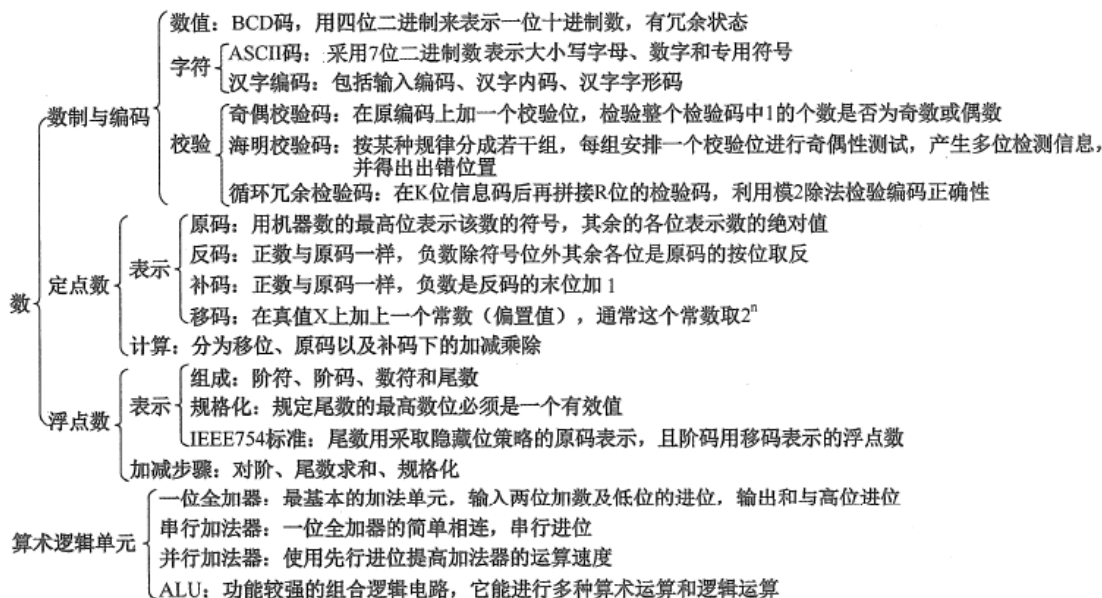 数值：BCD码，用四位二进制来表示一位十进制数，有冗余状态
字符
ASCII码：采用7位二进制数表示大小写字母、数字和专用符号
汉字编码：包括输入编码、汉字内码、汉字字形码
数制与编码
奇偶校验码：在原编码上加一个校验位，检验整个检验码中1的个数是否为奇数或偶数
校验
海明校验码：按某种规律分成若干组，每组安排一个校验位进行奇偶性测试，产生多位检测信息，
并得出出错位置
循环冗余检验码：在K位信息码后再拼接R位的检验码，利用模2除法检验编码正确性
原码：用机器数的最高位表示该数的符号，其余的各位表示数的绝对值
反码：正数与原码一样，负数除符号位外其余各位是原码的按位取反
表示
定点数
补码：正数与原码一样，负数是反码的末位加1
数
移码：在真值X上加上一个常数（偏置值），通常这个常数取2ⁿ
计算：分为移位、原码以及补码下的加减乘除
组成：阶符、阶码、数符和尾数
表示
规格化：规定尾数的最高数位必须是一个有效值
浮点数
IEEE754标准：尾数用采取隐藏位策略的原码表示，且阶码用移码表示的浮点数
加减步骤：对阶、尾数求和、规格化
一位全加器：最基本的加法单元，输入两位加数及低位的进位，输出和与高位进位
串行加法器：一位全加器的简单相连，串行进位
算术逻辑单元
并行加法器：使用先行进位提高加法器的运算速度
ALU：功能较强的组合逻辑电路，它能进行多种算术运算和逻辑运算